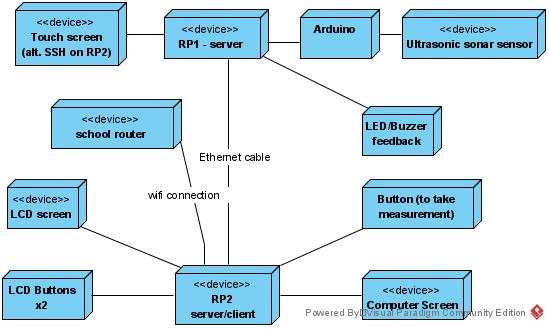 <<device>>
Touch screen
(alt. SSH on RP2)
<<device>>
RP1 - server
Arduino
<<device>>
Ultrasonic sonar sensor
<<device>>
school router
LED/Buzzer
feedback
Ethernet cable
wifi connection
<<device>>
LCD screen
Button (to take
measurement)
LCD Buttons
x2
<<device>>
RP2
server/client
<<device>>
Computer Screen
Powered By Visual Paradigm Community Edition